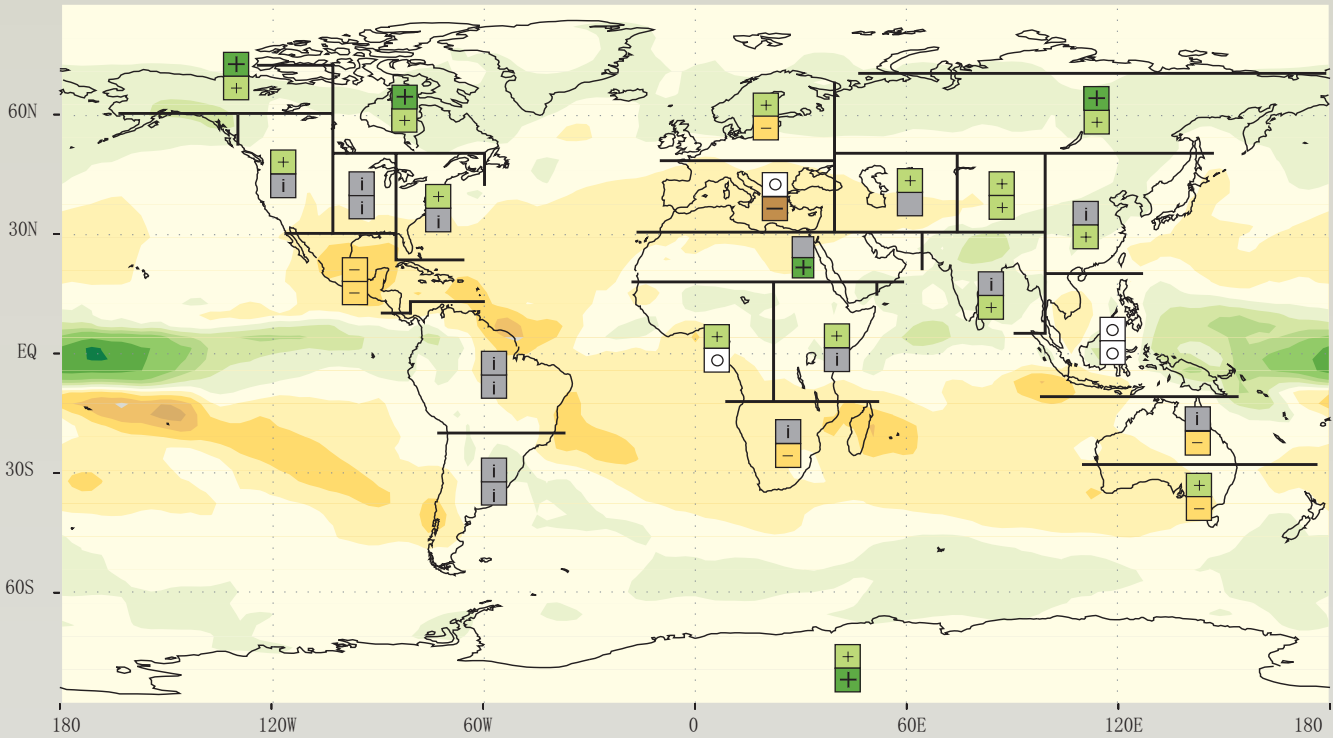 +
+
+
+
60N
+
−
+
+
+
i
i
i
+
i
O
−
+
+
+
i
+
30N
−
−
+
i
+
EQ
i
i
+
O
+
i
O
O
i
−
i
−
30S
i
i
+
−
60S
+
+
180 120W 60W 0 60E 120E 180